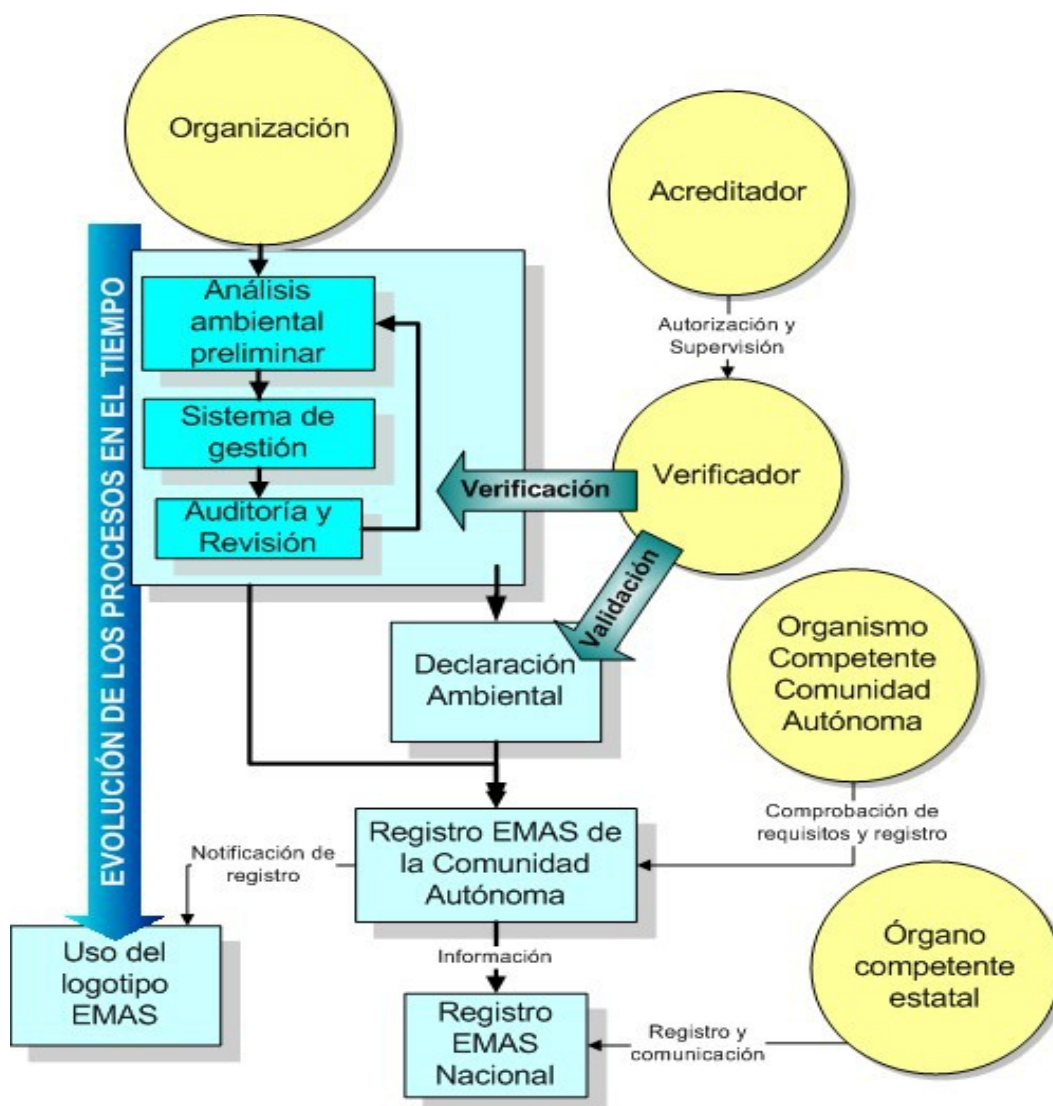 Organización
Acreditador
Autorización y
Supervisión
EVOLUCIÓN DE LOS PROCESOS EN EL TIEMPO
Análisis
ambiental
preliminar
Sistema de
gestión
Auditoría y
Revisión
Verificación
Verificador
Validación
Declaración
Ambiental
Organismo
Competente
Comunidad
Autónoma
Comprobación de
requisitos y registro
Registro EMAS de
la Comunidad
Autónoma
Notificación de
registro
Uso del
logotipo
EMAS
Información
Registro
EMAS
Nacional
Registro y
comunicación
Órgano
competente
estatal